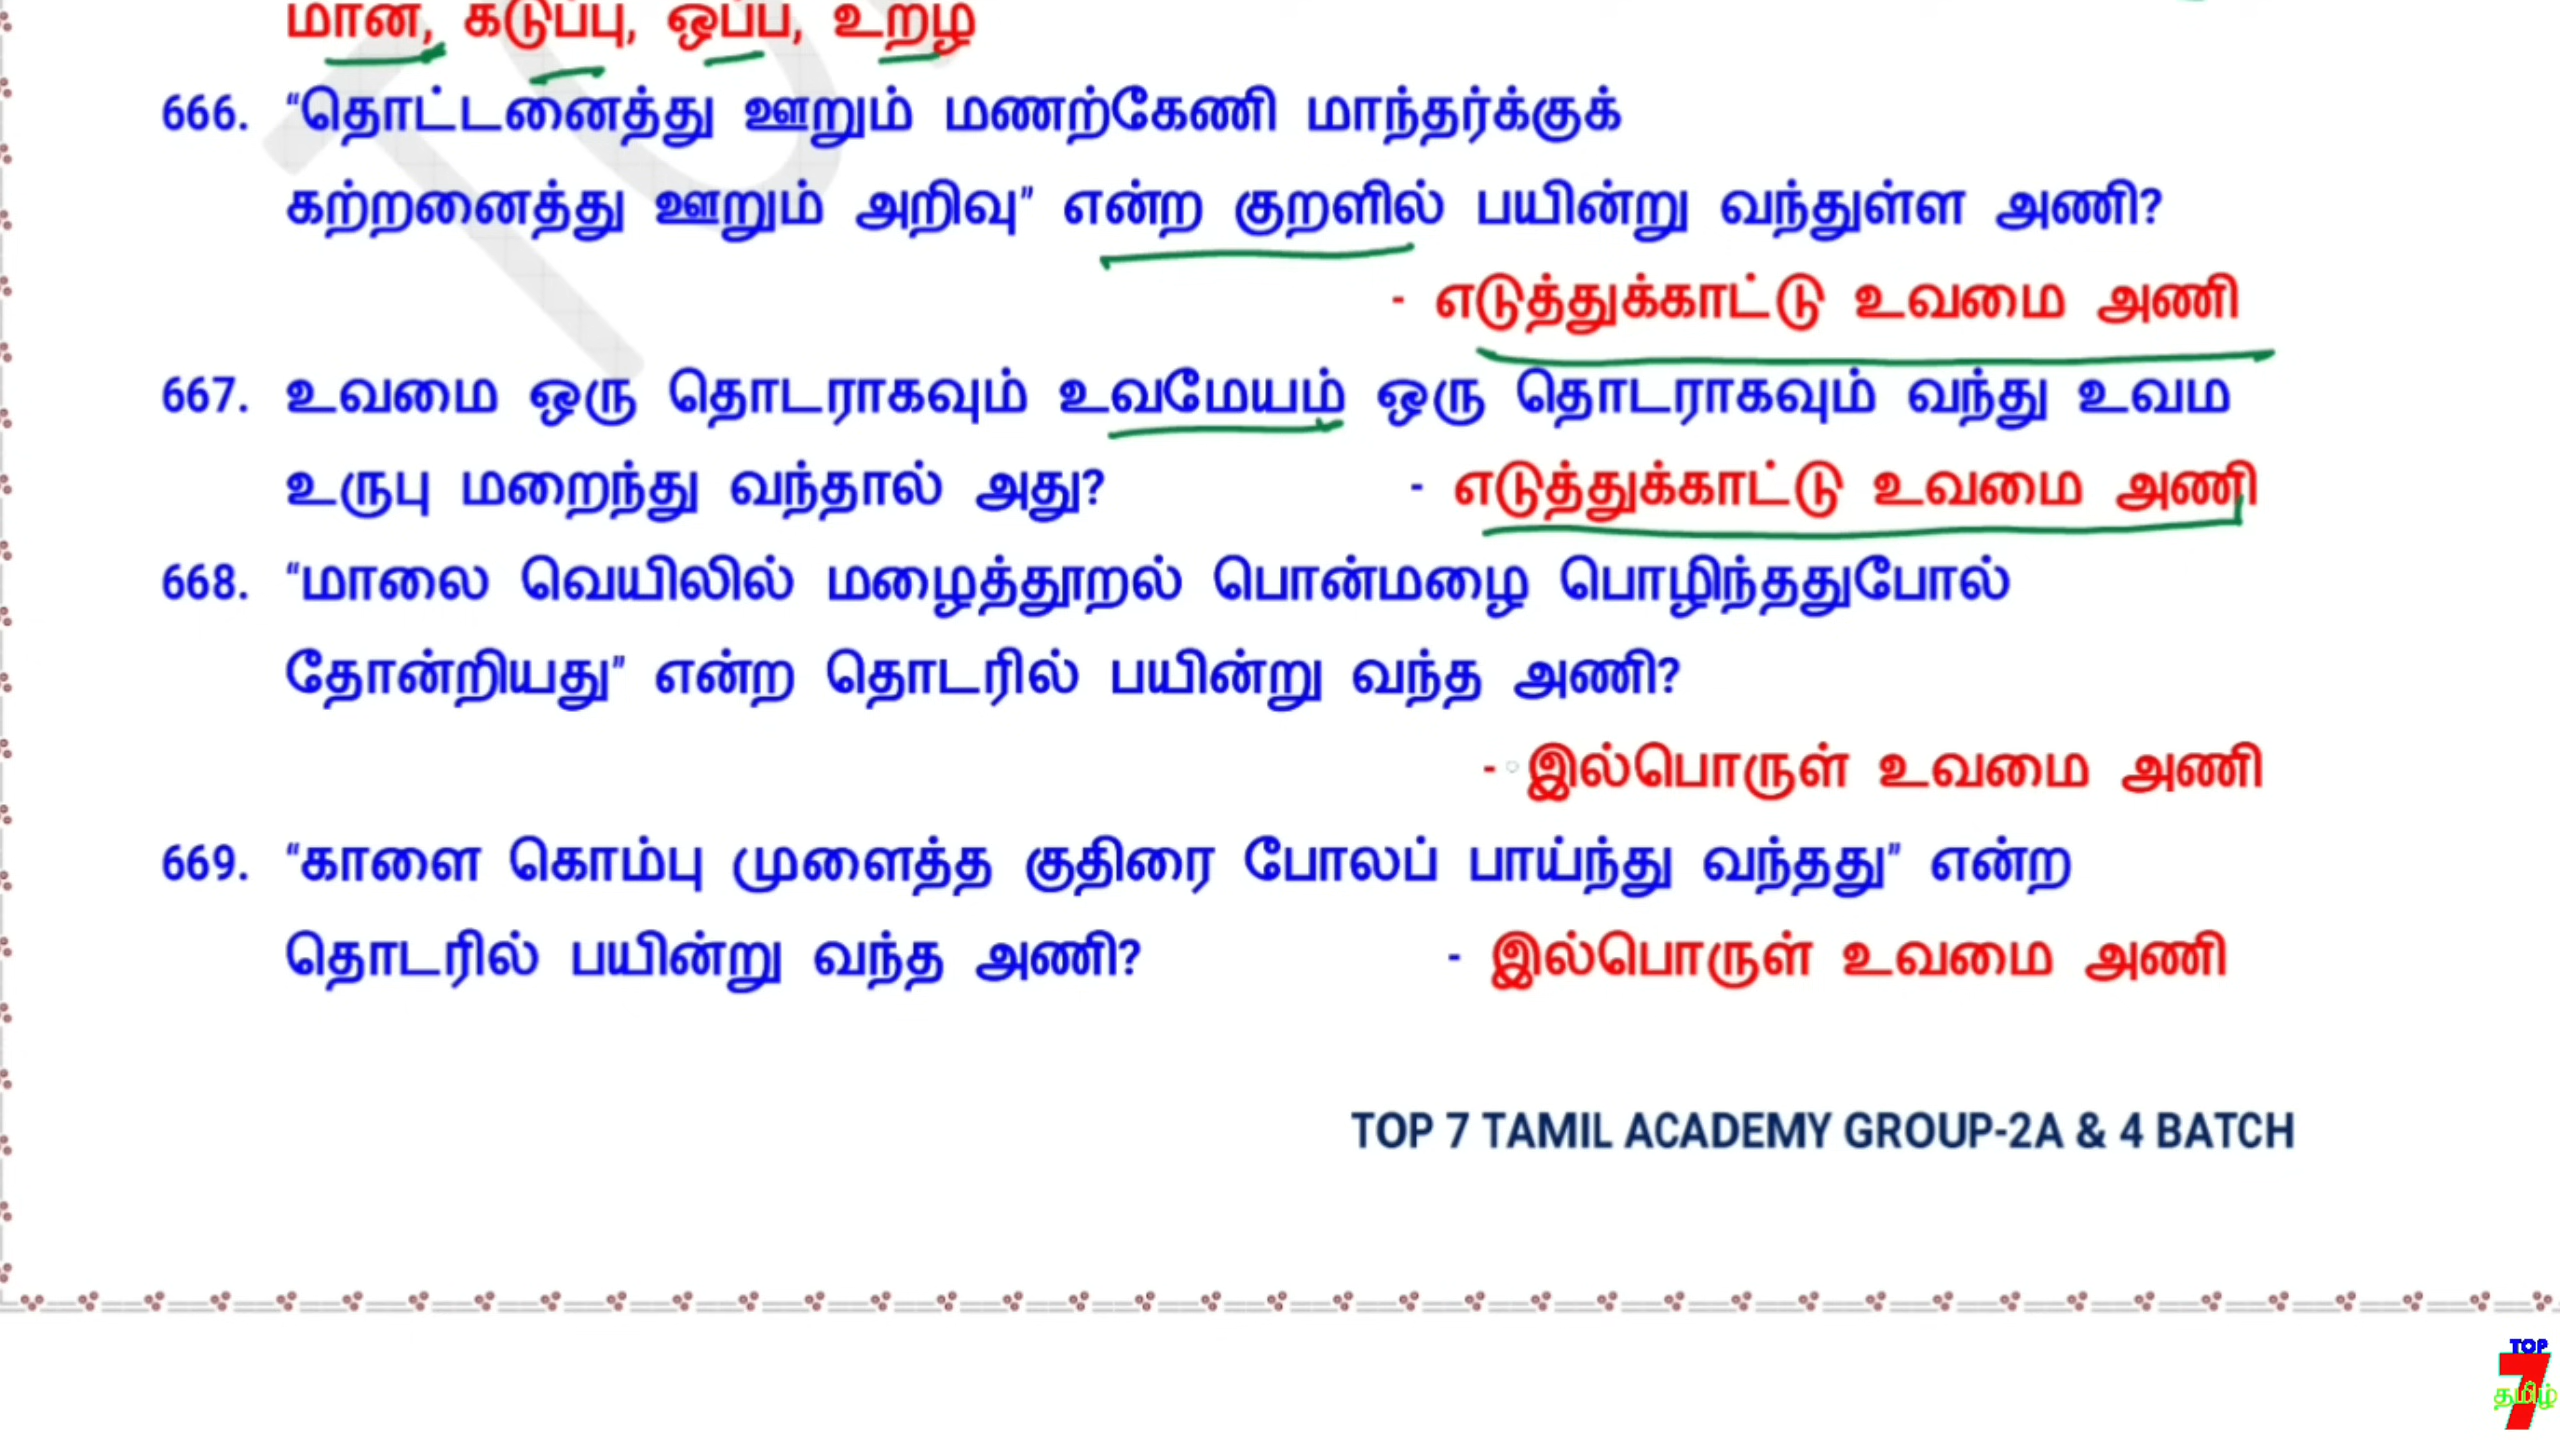 மான, கடுப்பு, ஒப்ப, உறழ
666. “தொட்டனைத்து ஊறும் மணற்கேணி மாந்தர்க்குக்
கற்றனைத்து ஊறும் அறிவு” என்ற குறளில் பயின்று வந்துள்ள அணி?
- எடுத்துக்காட்டு உவமை அணி
667. உவமை ஒரு தொடராகவும் உவமேயம் ஒரு தொடராகவும் வந்து உவம
உருபு மறைந்து வந்தால் அது? - எடுத்துக்காட்டு உவமை அணி
668. “மாலை வெயிலில் மழைத்தூறல் பொன்மழை பொழிந்ததுபோல்
தோன்றியது” என்ற தொடரில் பயின்று வந்த அணி?
- இல்பொருள் உவமை அணி
669. “காளை கொம்பு முளைத்த குதிரை போலப் பாய்ந்து வந்தது” என்ற
தொடரில் பயின்று வந்த அணி? - இல்பொருள் உவமை அணி
TOP 7 TAMIL ACADEMY GROUP-2A & 4 BATCH
TOP
7
தமிழ்